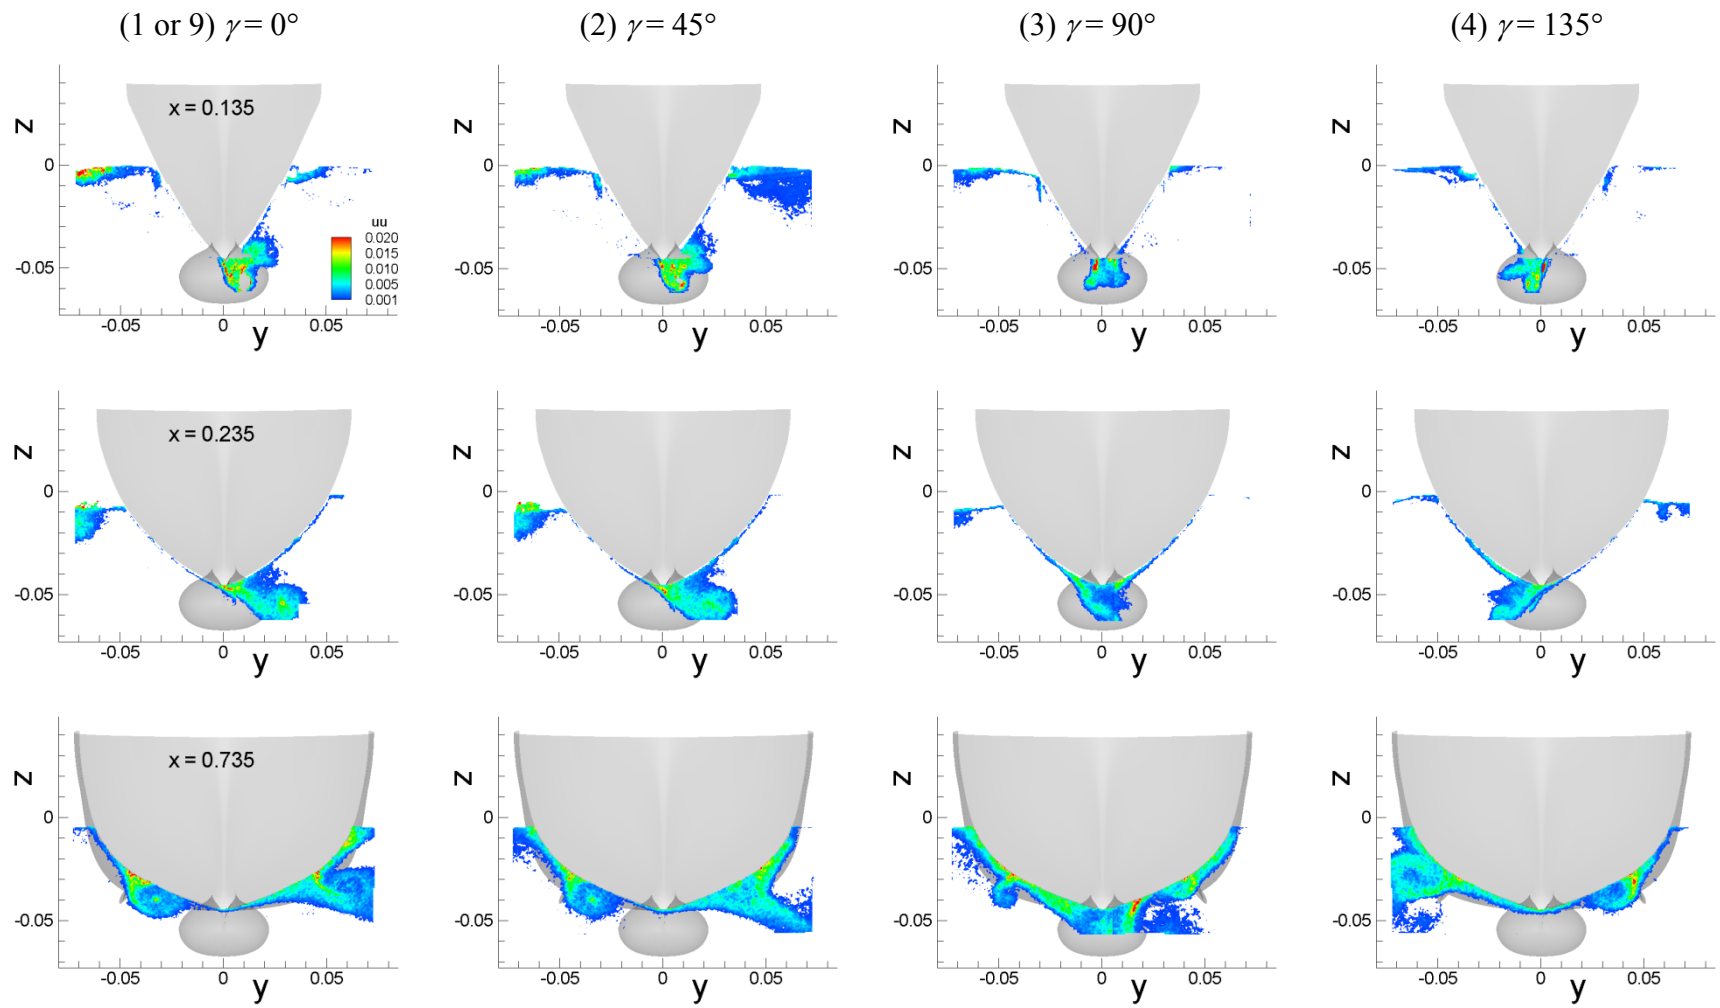 (1 or 9) γ = 0° (2) γ = 45° (3) γ = 90° (4) γ = 135°
x = 0.135
z z z z
0 0 0 0
uu
0.020
0.015
0.010
0.005
0.001
-0.05 -0.05 -0.05 -0.05
-0.05 0 0.05 -0.05 0 0.05 -0.05 0 0.05 -0.05 0 0.05
y y y y
x = 0.235
z z z z
0 0 0 0
-0.05 -0.05 -0.05 -0.05
-0.05 0 0.05 -0.05 0 0.05 -0.05 0 0.05 -0.05 0 0.05
y y y y
x = 0.735
z z z z
0 0 0 0
-0.05 -0.05 -0.05 -0.05
-0.05 0 0.05 -0.05 0 0.05 -0.05 0 0.05 -0.05 0 0.05
y y y y